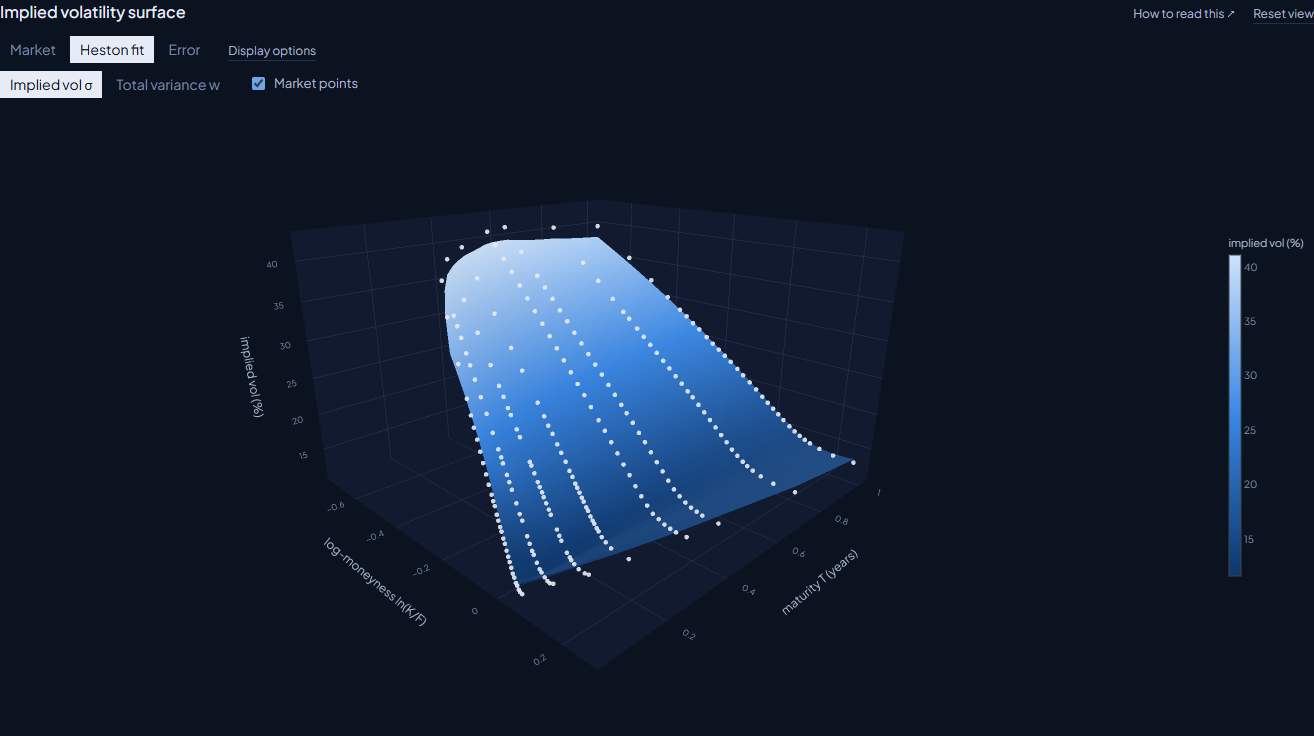 Implied volatility surface
How to read this ↗ Reset view
Market Heston fit Error Display options
Implied vol σ Total variance w Market points
implied vol (%)
40
35
30
25
20
15
implied vol (%)
40
35
30
25
20
15
−0.6
−0.4
−0.2
0
0.2
log-moneyness ln(K/F)
1
0.8
0.6
0.4
0.2
maturity T (years)